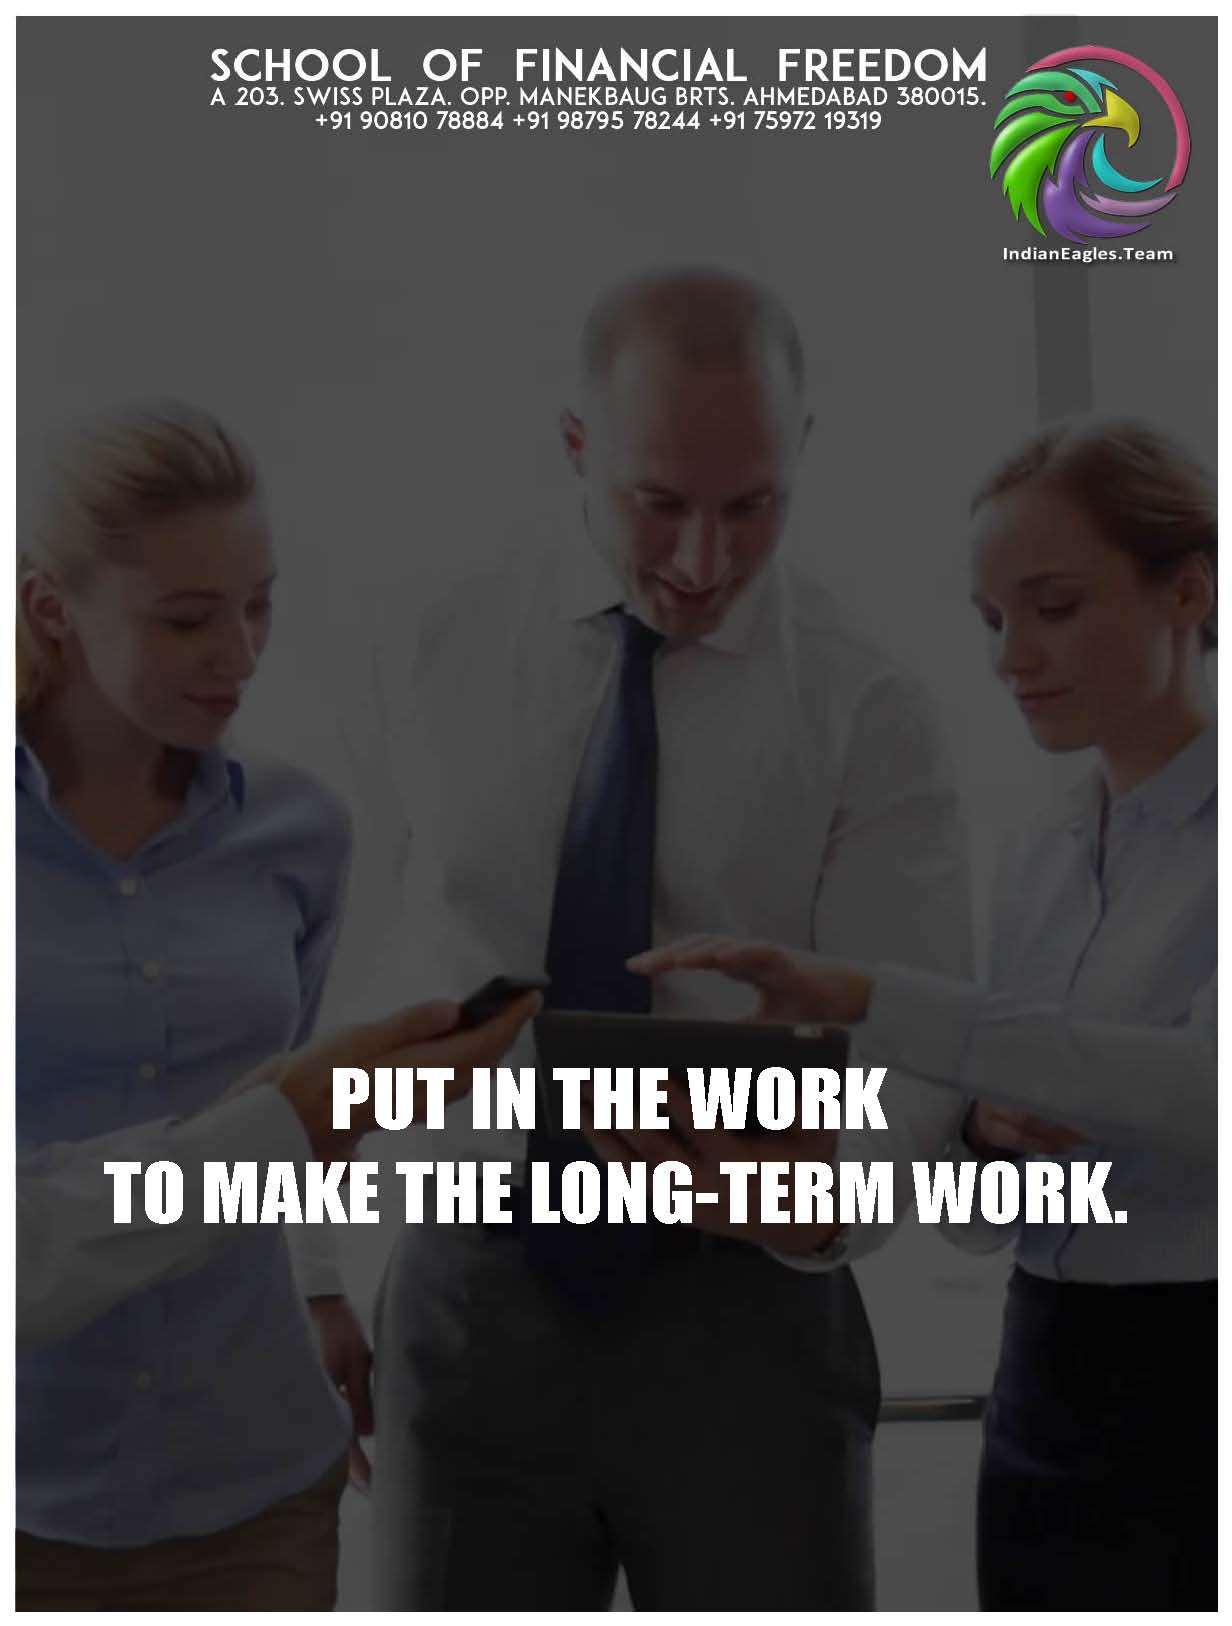 SCHOOL OF FINANCIAL FREEDOM
A 203. SWISS PLAZA. OPP. MANEKBAUG BRTS. AHMEDABAD 380015.
+91 90810 78884 +91 98795 78244 +91 75972 19319
IndianEagles.Team
PUT IN THE WORK
TO MAKE THE LONG-TERM WORK.